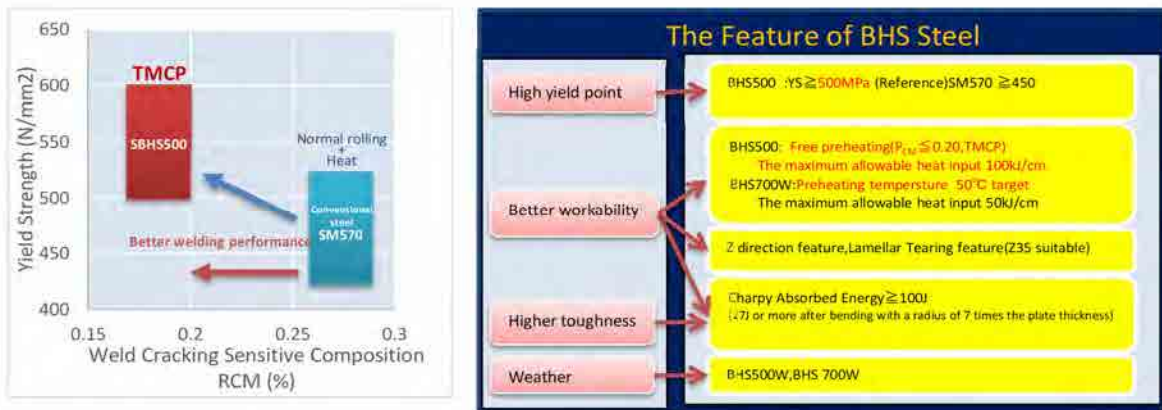 650
600
550
500
450
400
Yield Strength (N/mm2)
TMCP
SBHS500
Normal rolling
+
Heat
Conventional
steel
SM570
Better welding performance
0.15
0.2
0.25
0.3
Weld Cracking Sensitive Composition
RCM (%)
The Feature of BHS Steel
High yield point
BHS500 :YS≧500MPa (Reference)SM570 ≧450
Better workability
BHS500: Free preheating(PCM≦0.20,TMCP)
The maximum allowable heat input 100kJ/cm
BHS700W:Preheating tempersture 50℃ target
The maximum allowable heat input 50kJ/cm
Z direction feature,Lamellar Tearing feature(Z35 suitable)
Higher toughness
Charpy Absorbed Energy≧100J
(47J or more after bending with a radius of 7 times the plate thickness)
Weather
BHS500W,BHS 700W